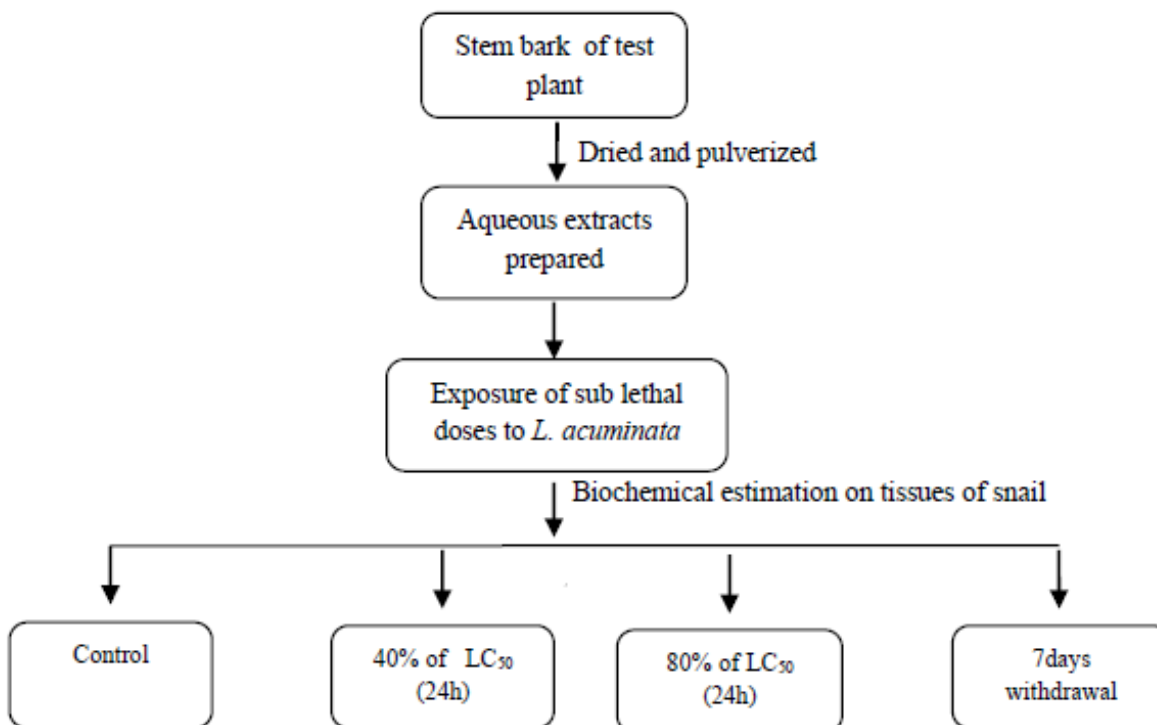 Stem bark of test
plant
Dried and pulverized
Aqueous extracts
prepared
Exposure of sub lethal
doses to L. acuminata
Biochemical estimation on tissues of snail
Control
40% of LC₅₀
(24h)
80% of LC₅₀
(24h)
7days
withdrawal